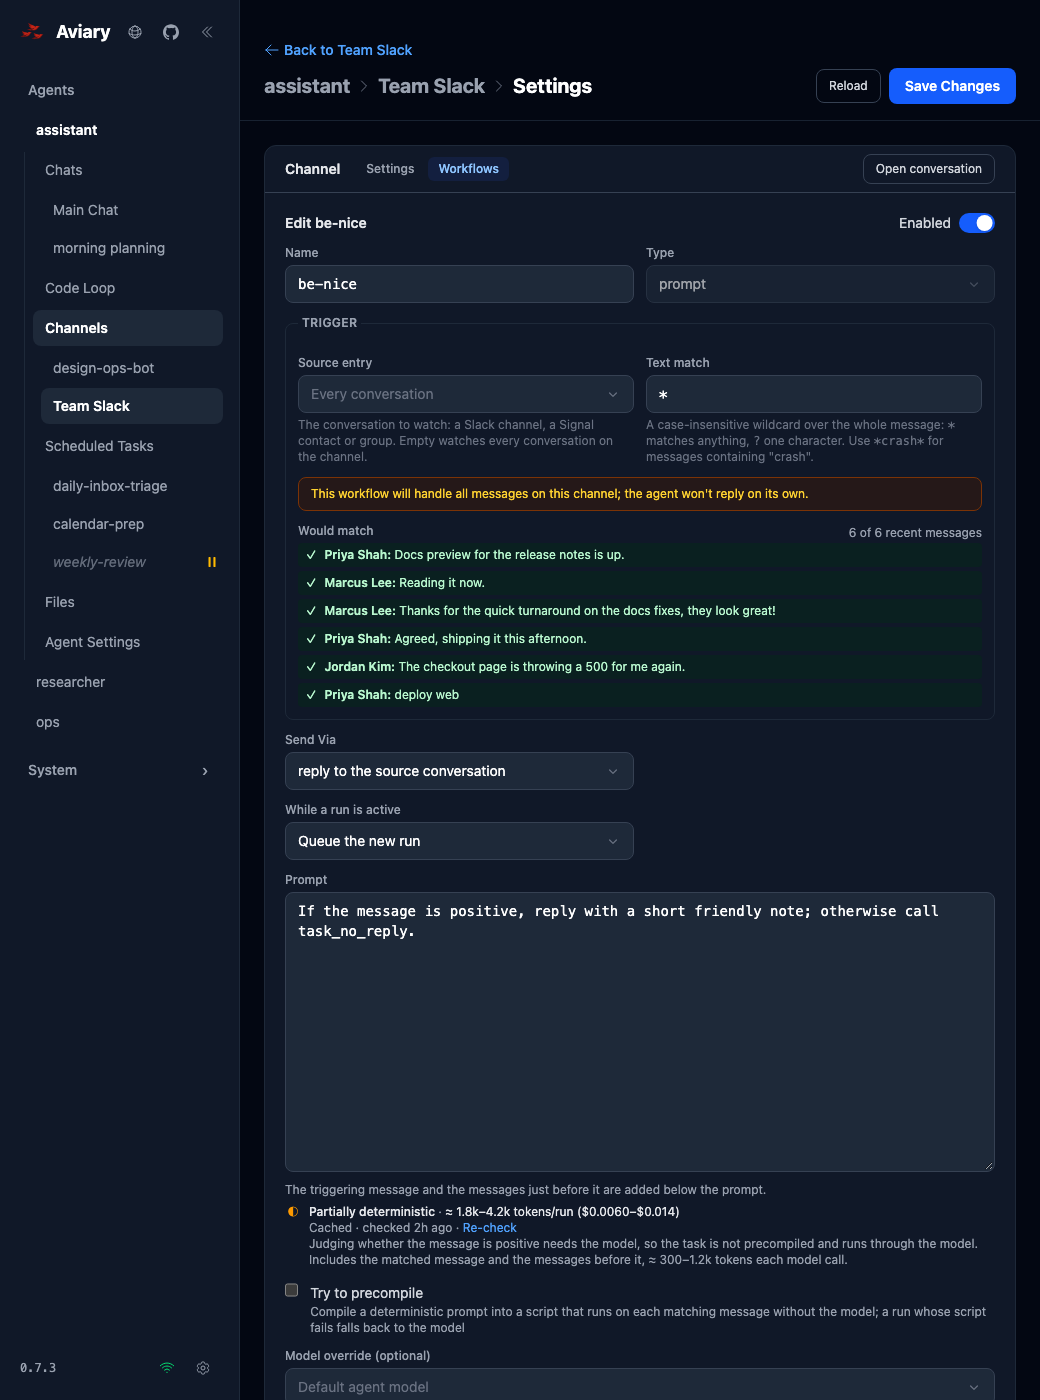 Aviary
Agents
assistant
Chats
Main Chat
morning planning
Code Loop
Channels
design-ops-bot
Team Slack
Scheduled Tasks
daily-inbox-triage
calendar-prep
weekly-review
Files
Agent Settings
researcher
ops
System
0.7.3
Back to Team Slack
assistant > Team Slack > Settings
Reload
Save Changes
Channel
Settings
Workflows
Open conversation
Edit be-nice
Enabled
Name
Type
be-nice
prompt
TRIGGER
Source entry
Text match
Every conversation
*
The conversation to watch: a Slack channel, a Signal
contact or group. Empty watches every conversation on
the channel.
A case-insensitive wildcard over the whole message: *
matches anything, ? one character. Use *crash* for
messages containing "crash".
This workflow will handle all messages on this channel; the agent won't reply on its own.
Would match
6 of 6 recent messages
✓ Priya Shah: Docs preview for the release notes is up.
✓ Marcus Lee: Reading it now.
✓ Marcus Lee: Thanks for the quick turnaround on the docs fixes, they look great!
✓ Priya Shah: Agreed, shipping it this afternoon.
✓ Jordan Kim: The checkout page is throwing a 500 for me again.
✓ Priya Shah: deploy web
Send Via
reply to the source conversation
While a run is active
Queue the new run
Prompt
If the message is positive, reply with a short friendly note; otherwise call
task_no_reply.
The triggering message and the messages just before it are added below the prompt.
Partially deterministic · ≈ 1.8k–4.2k tokens/run ($0.0060–$0.014)
Cached · checked 2h ago · Re-check
Judging whether the message is positive needs the model, so the task is not precompiled and runs through the model.
Includes the matched message and the messages before it, ≈ 300–1.2k tokens each model call.
Try to precompile
Compile a deterministic prompt into a script that runs on each matching message without the model; a run whose script
fails falls back to the model
Model override (optional)
Default agent model